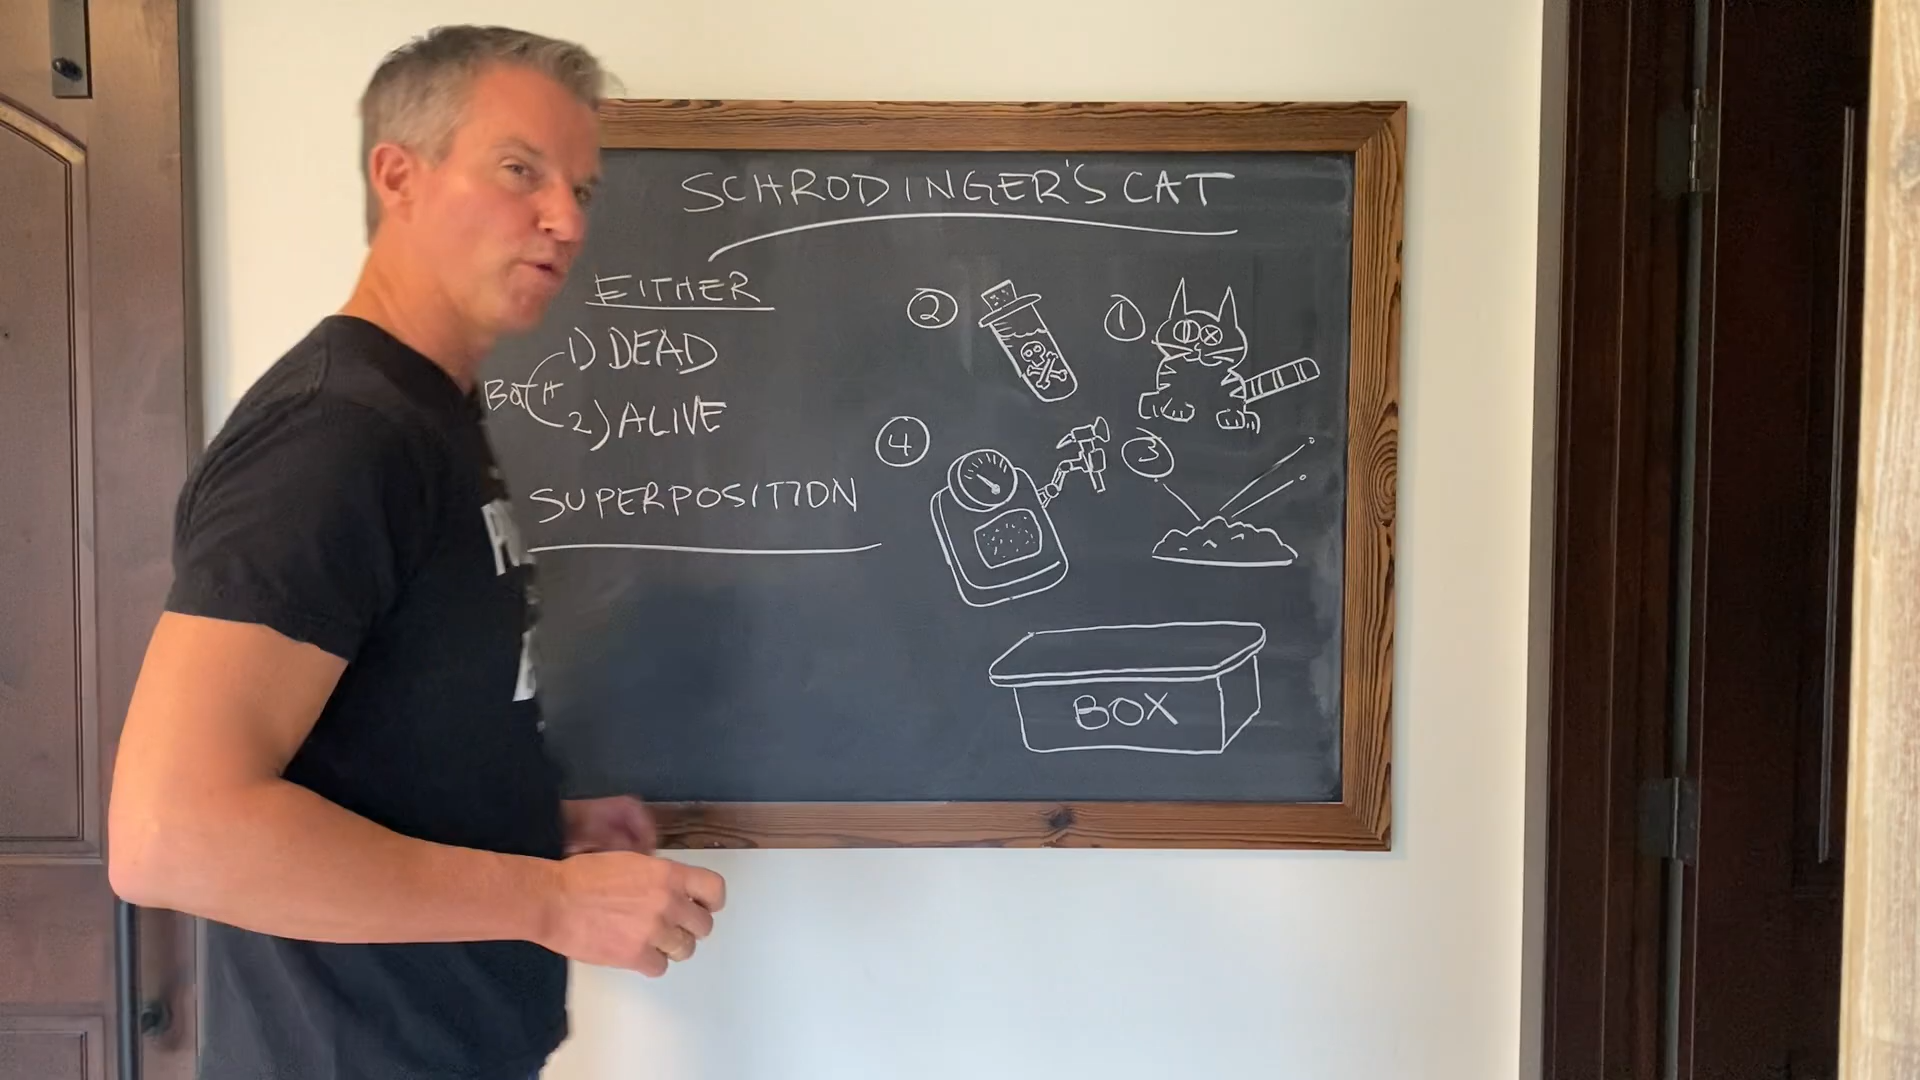 SCHRODINGER'S CAT
EITHER
1) DEAD
BOTH
2) ALIVE
SUPERPOSITION
2
1
4
3
BOX